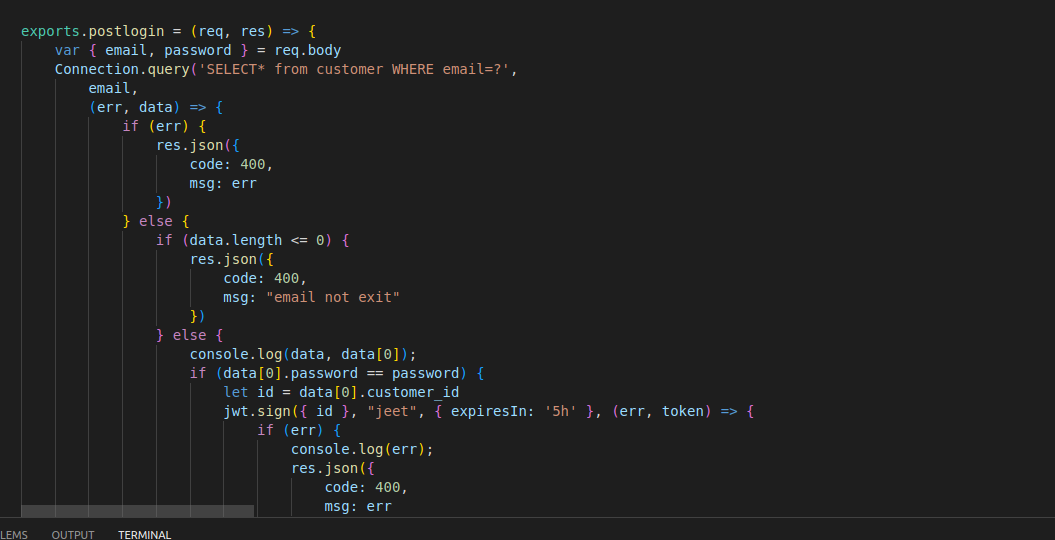 exports.postlogin = (req, res) => {
    var { email, password } = req.body
    Connection.query('SELECT* from customer WHERE email=?',
        email,
        (err, data) => {
            if (err) {
                res.json({
                    code: 400,
                    msg: err
                })
            } else {
                if (data.length <= 0) {
                    res.json({
                        code: 400,
                        msg: "email not exit"
                    })
                } else {
                    console.log(data, data[0]);
                    if (data[0].password == password) {
                        let id = data[0].customer_id
                        jwt.sign({ id }, "jeet", { expiresIn: '5h' }, (err, token) => {
                            if (err) {
                                console.log(err);
                                res.json({
                                    code: 400,
                                    msg: err
LEMS OUTPUT TERMINAL